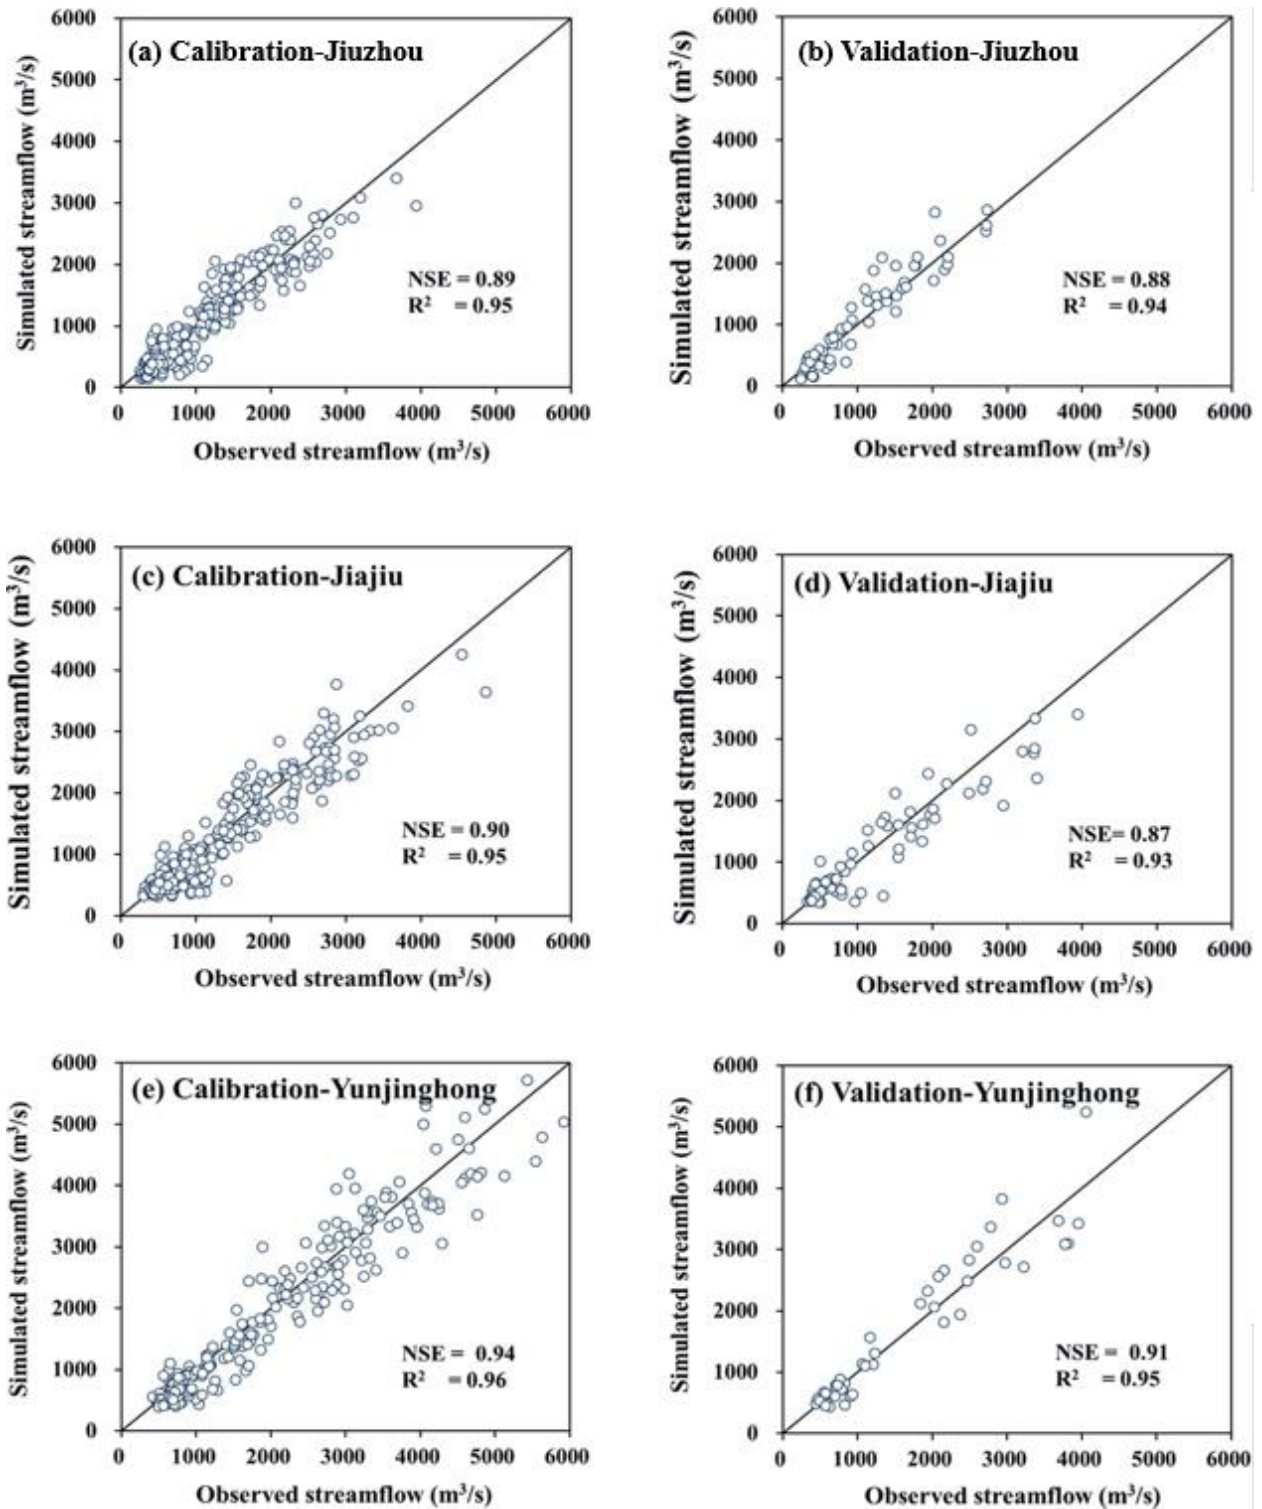 6000
5000
4000
3000
2000
1000
0
Simulated streamflow (m³/s)
(a) Calibration-Jiuzhou
NSE = 0.89
R² = 0.95
0 1000 2000 3000 4000 5000 6000
Observed streamflow (m³/s)
6000
5000
4000
3000
2000
1000
0
Simulated streamflow (m³/s)
(b) Validation-Jiuzhou
NSE = 0.88
R² = 0.94
0 1000 2000 3000 4000 5000 6000
Observed streamflow (m³/s)
6000
5000
4000
3000
2000
1000
0
Simulated streamflow (m³/s)
(c) Calibration-Jiajiu
NSE = 0.90
R² = 0.95
0 1000 2000 3000 4000 5000 6000
Observed streamflow (m³/s)
6000
5000
4000
3000
2000
1000
0
Simulated streamflow (m³/s)
(d) Validation-Jiajiu
NSE= 0.87
R² = 0.93
0 1000 2000 3000 4000 5000 6000
Observed streamflow (m³/s)
6000
5000
4000
3000
2000
1000
0
Simulated streamflow (m³/s)
(e) Calibration-Yunjinghong
NSE = 0.94
R² = 0.96
0 1000 2000 3000 4000 5000 6000
Observed streamflow (m³/s)
6000
5000
4000
3000
2000
1000
0
Simulated streamflow (m³/s)
(f) Validation-Yunjinghong
NSE = 0.91
R² = 0.95
0 1000 2000 3000 4000 5000 6000
Observed streamflow (m³/s)